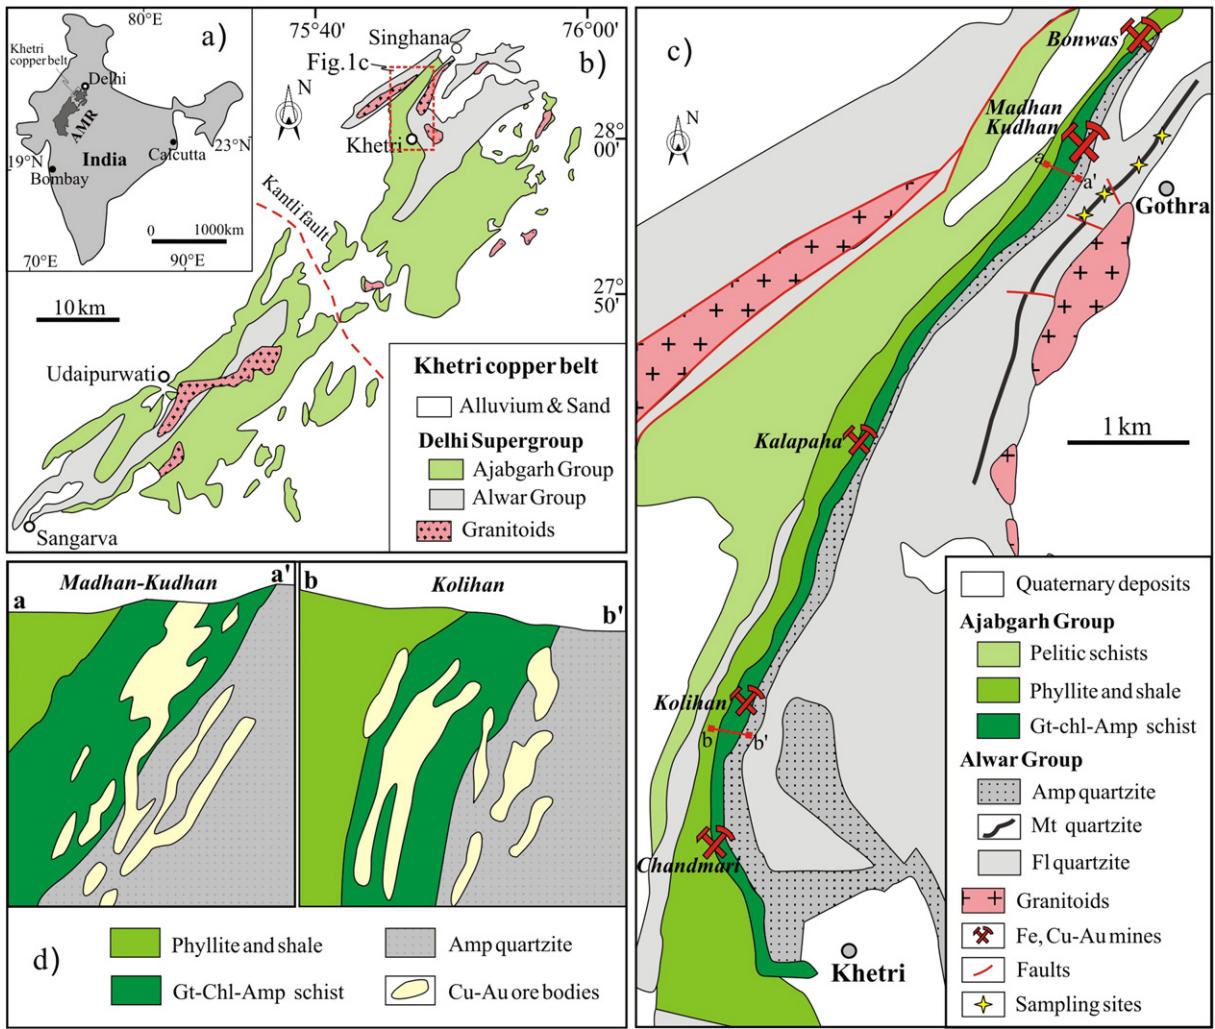 80°E
a)
Khetri
copper belt
Delhi
AMR
India
Calcutta
23°N
19°N
Bombay
0 1000km
70°E
90°E
75°40'
76°00'
Singhana
Fig.1c
b)
N
Khetri
28°
00'
Kantli fault
27°
50'
10 km
Udaipurwati
Sangarva
Khetri copper belt
Alluvium & Sand
Delhi Supergroup
Ajabgarh Group
Alwar Group
Granitoids
c)
N
Bonwas
Madhan
Kudhan
a
a'
Gothra
1 km
Kalapaha
Kolihan
b
b'
Chandmari
Khetri
Quaternary deposits
Ajabgarh Group
Pelitic schists
Phyllite and shale
Gt-chl-Amp schist
Alwar Group
Amp quartzite
Mt quartzite
Fl quartzite
Granitoids
Fe, Cu-Au mines
Faults
Sampling sites
Madhan-Kudhan
a
a'
b
Kolihan
b'
d)
Phyllite and shale
Amp quartzite
Gt-Chl-Amp schist
Cu-Au ore bodies